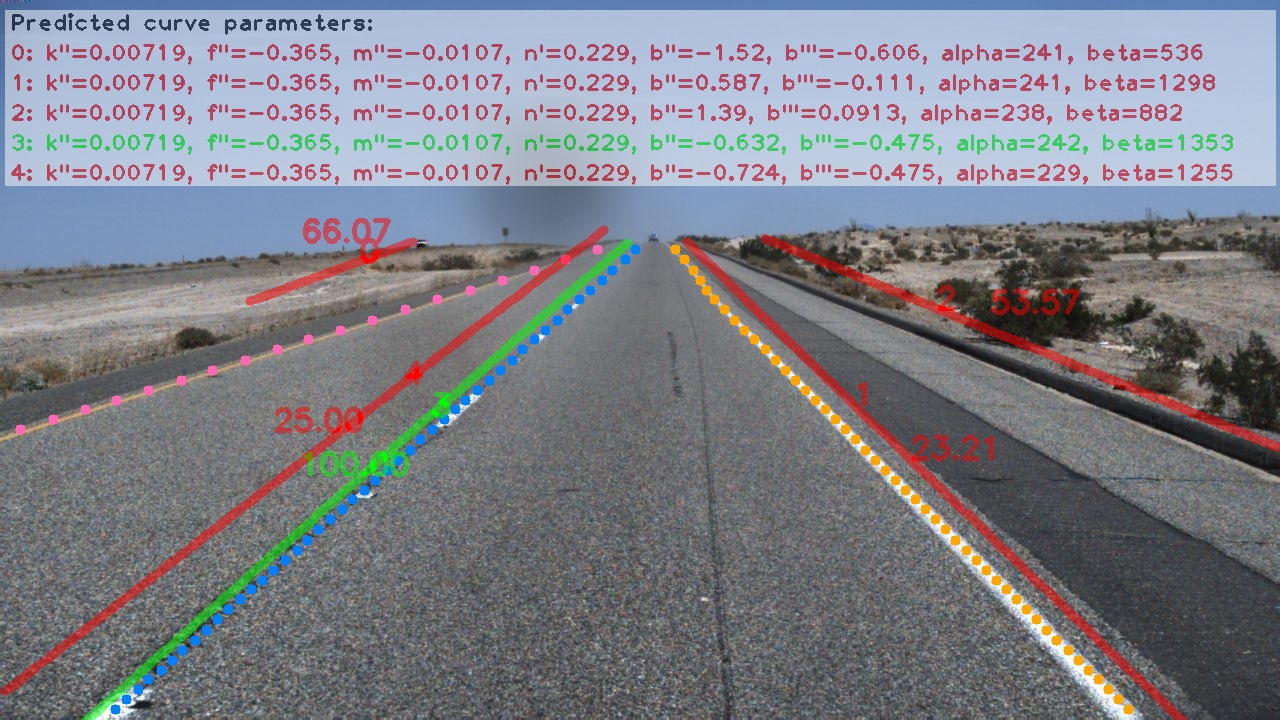 Predicted curve parameters:
0: k"=0.00719, f"=-0.365, m"=-0.0107, n'=0.229, b"=-1.52, b'''=-0.606, alpha=241, beta=536
1: k"=0.00719, f"=-0.365, m"=-0.0107, n'=0.229, b"=0.587, b'''=-0.111, alpha=241, beta=1298
2: k"=0.00719, f"=-0.365, m"=-0.0107, n'=0.229, b"=1.39, b'''=0.0913, alpha=238, beta=882
3: k"=0.00719, f"=-0.365, m"=-0.0107, n'=0.229, b"=-0.632, b'''=-0.475, alpha=242, beta=1353
4: k"=0.00719, f"=-0.365, m"=-0.0107, n'=0.229, b"=-0.724, b'''=-0.475, alpha=229, beta=1255
66.07
0
2 53.57
4
3
1
25.00
23.21
100.00